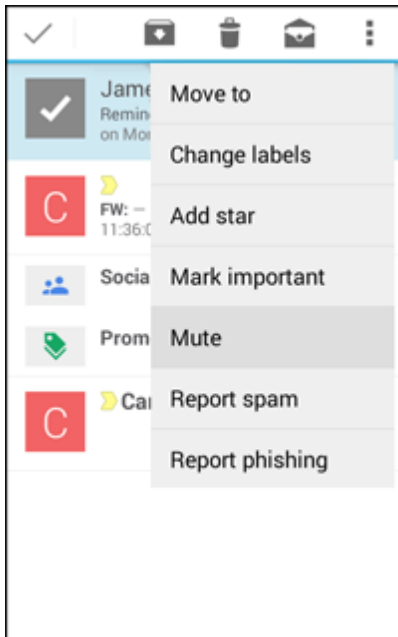 Jame
Move to
Remin
on Mo
Change labels
C
FW: –
11:36:0
Add star
Socia
Mark important
Prom
Mute
C
Ca
Report spam
Report phishing